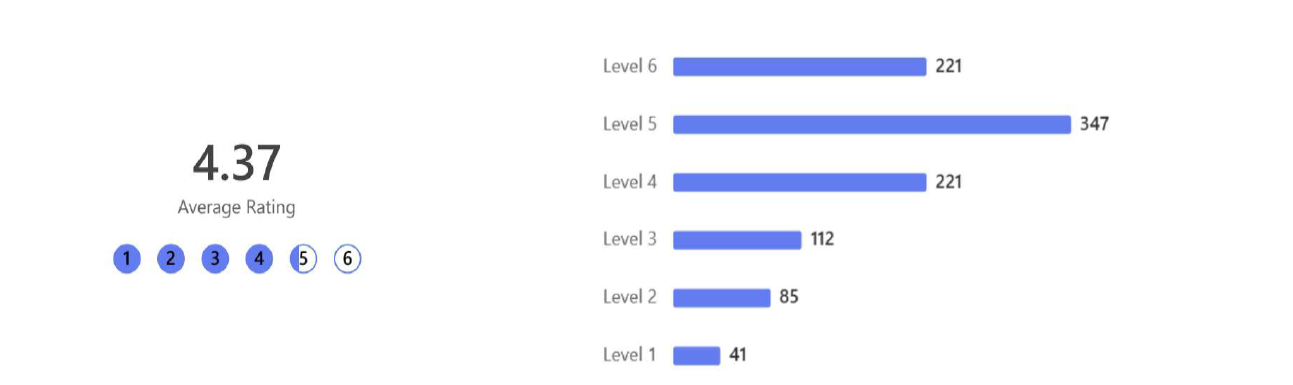 4.37
Average Rating
1 2 3 4 5 6
Level 6 221
Level 5 347
Level 4 221
Level 3 112
Level 2 85
Level 1 41